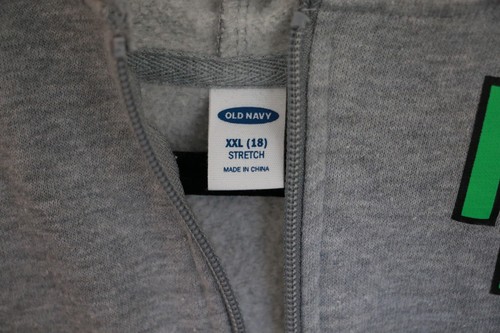 OLD NAVY
XXL (18)
STRETCH
MADE IN CHINA